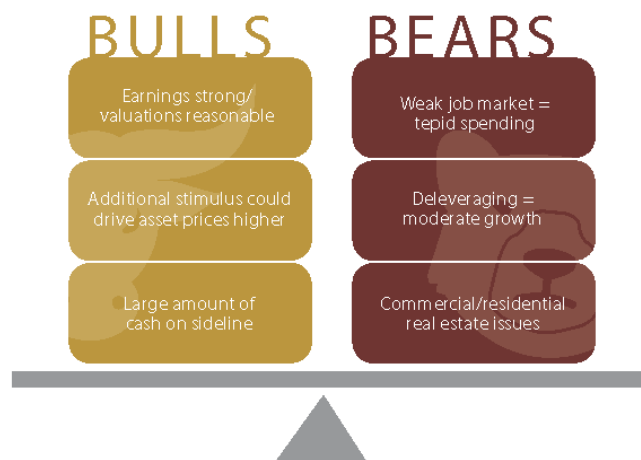 BULLS
Earnings strong/
valuations reasonable
Additional stimulus could
drive asset prices higher
Large amount of
cash on sideline
BEARS
Weak job market =
tepid spending
Deleveraging =
moderate growth
Commercial/residential
real estate issues